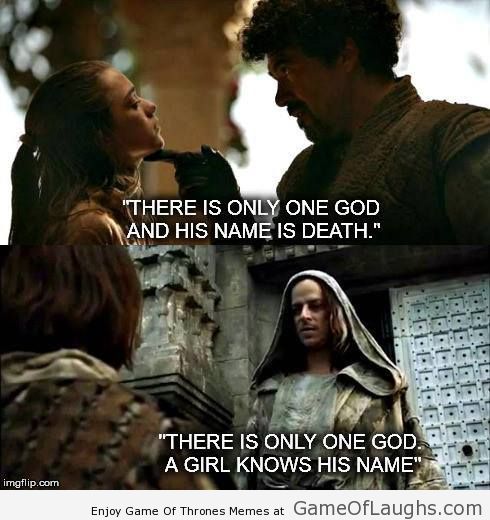 "THERE IS ONLY ONE GOD
AND HIS NAME IS DEATH."
"THERE IS ONLY ONE GOD.
A GIRL KNOWS HIS NAME"
imgflip.com
Enjoy Game Of Thrones Memes at GameOfLaughs.com